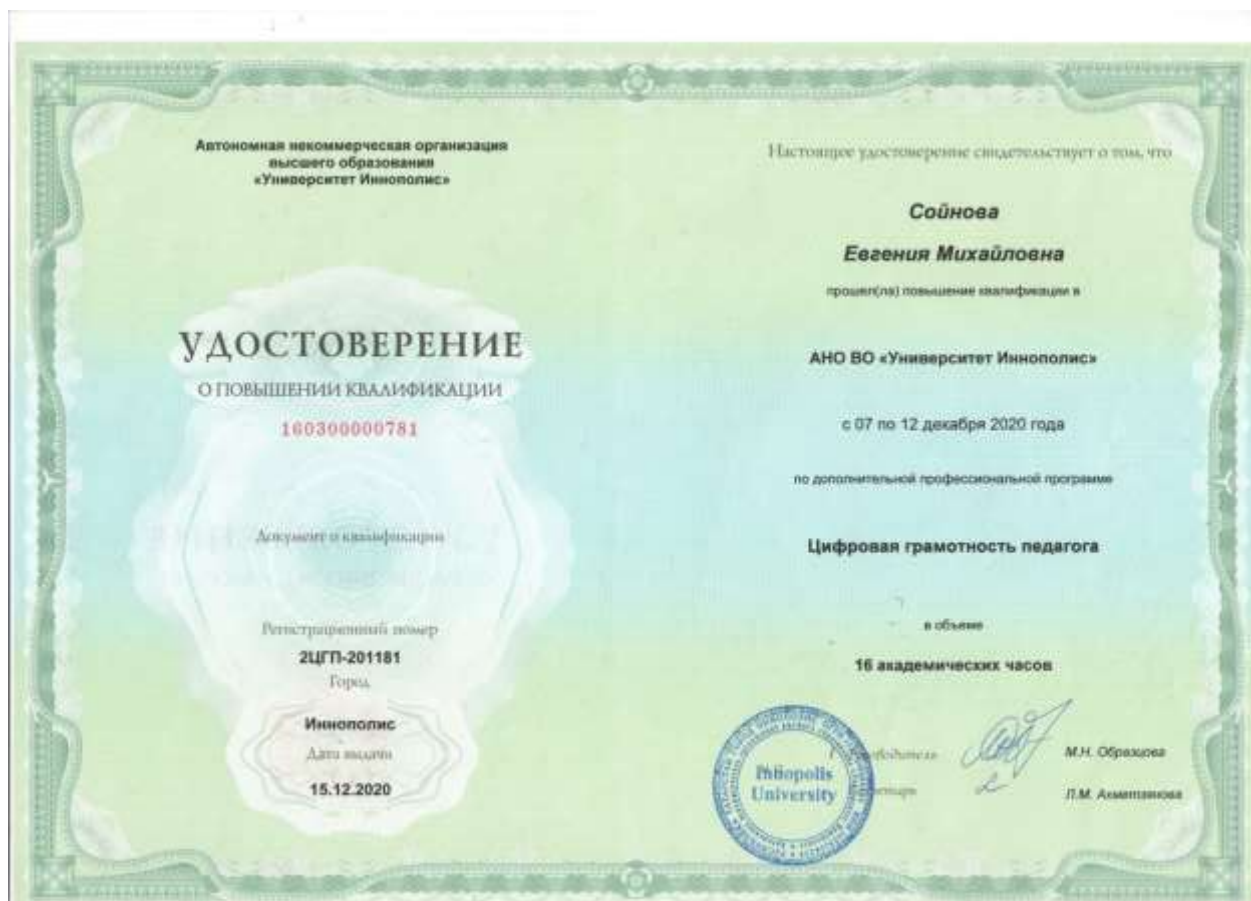 Автономная некоммерческая организация
высшего образования
«Университет Иннополис»
УДОСТОВЕРЕНИЕ
О ПОВЫШЕНИИ КВАЛИФИКАЦИИ
160300000781
Документ о квалификации
Регистрационный номер
2ЦГП-201181
Город
Иннополис
Дата выдачи
15.12.2020
Настоящее удостоверение свидетельствует о том, что
Сойнова
Евгения Михайловна
прошел(ла) повышение квалификации в
АНО ВО «Университет Иннополис»
с 07 по 12 декабря 2020 года
по дополнительной профессиональной программе
Цифровая грамотность педагога
в объеме
16 академических часов
М.Н. Образцова
Innopolis
University